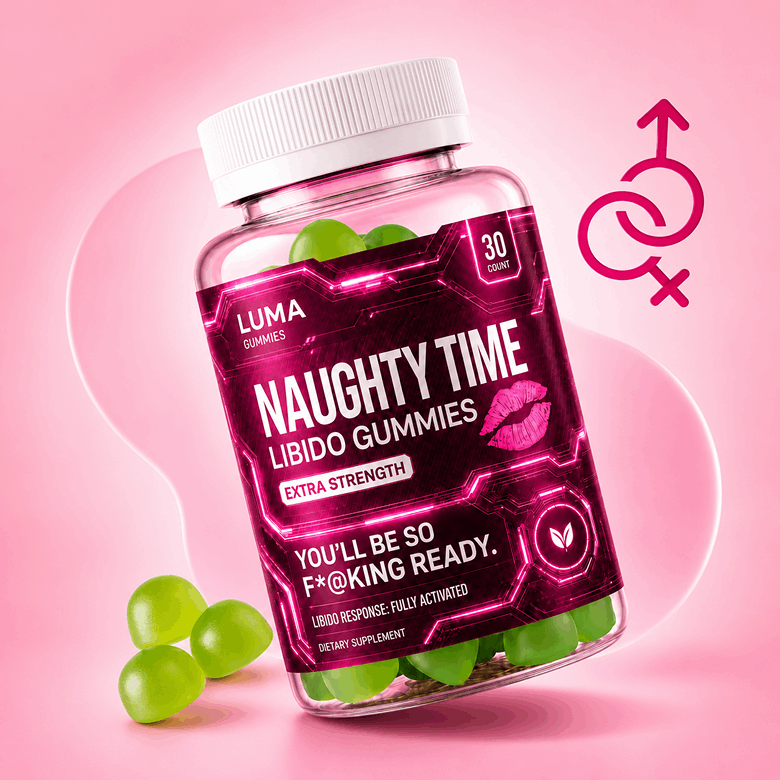 30
COUNT
LUMA
GUMMIES
NAUGHTY TIME
LIBIDO GUMMIES
EXTRA STRENGTH
YOU'LL BE SO
F*@KING READY.
LIBIDO RESPONSE: FULLY ACTIVATED
DIETARY SUPPLEMENT